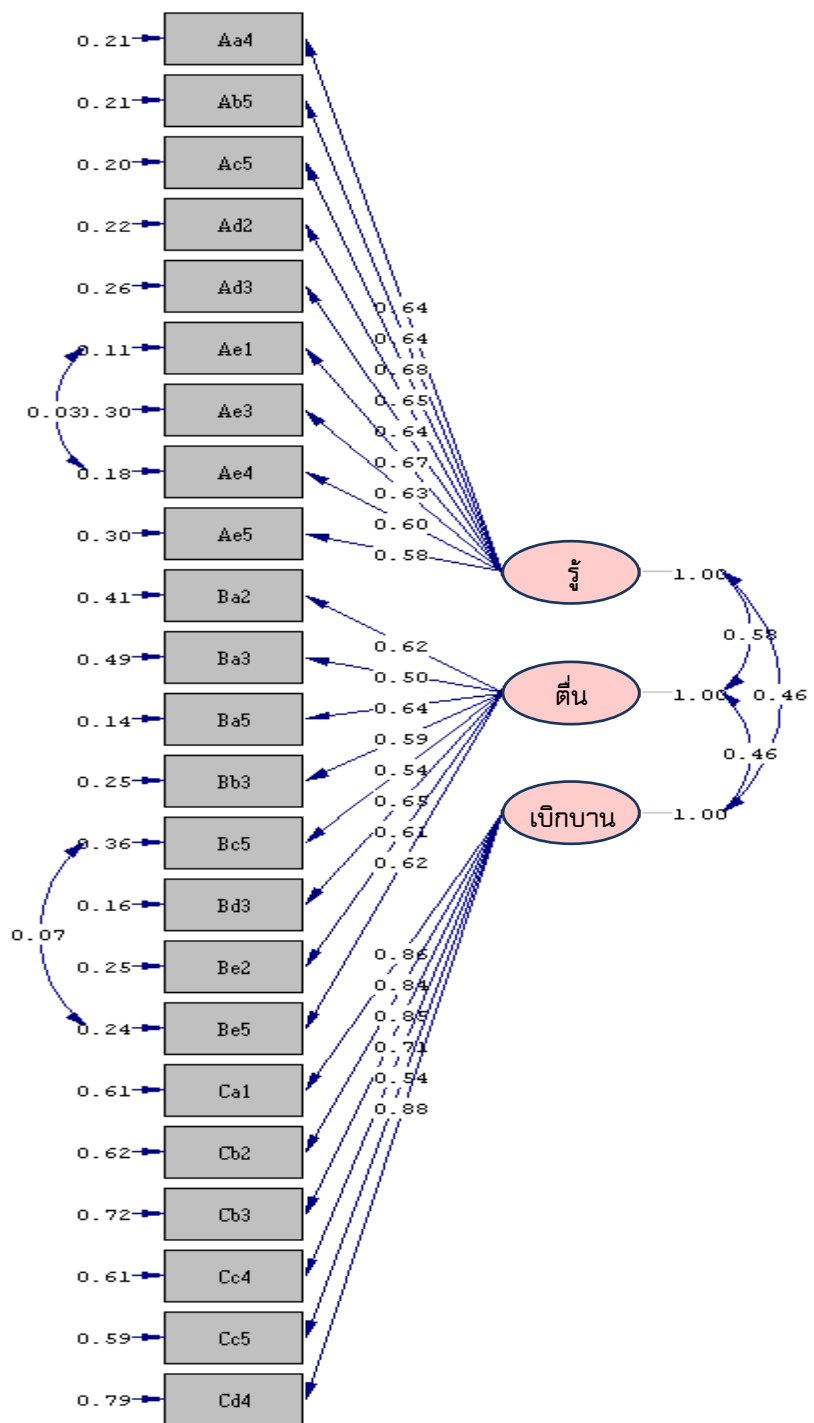 0.21 Aa4
0.21 Ab5
0.20 Ac5
0.22 Ad2
0.26 Ad3
0.64
0.64
0.11 Ae1
0.68
0.65
0.03 0.30 Ae3
0.64
0.67
0.18 Ae4
0.63
0.60
0.30 Ae5
0.58
รู้ 1.00
0.41 Ba2
0.58
0.62
0.49 Ba3
0.50
ตื่น 1.00 0.46
0.64
0.14 Ba5
0.59
0.46
0.54
0.25 Bb3
0.65
เบิกบาน 1.00
0.61
0.36 Bc5
0.62
0.16 Bd3
0.07
0.86
0.25 Be2
0.84
0.85
0.24 Be5
0.71
0.54
0.61 Ca1
0.88
0.62 Cb2
0.72 Cb3
0.61 Cc4
0.59 Cc5
0.79 Cd4